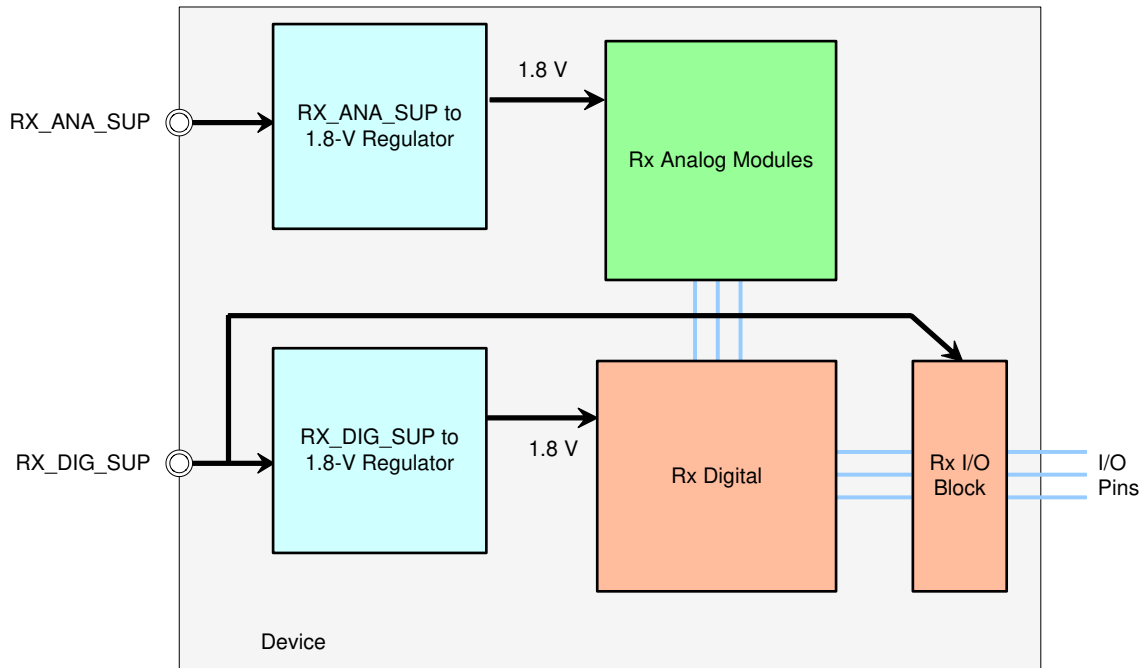 1.8 V
RX_ANA_SUP
RX_ANA_SUP to
1.8-V Regulator
Rx Analog Modules
RX_DIG_SUP
RX_DIG_SUP to
1.8-V Regulator
1.8 V
Rx Digital
Rx I/O
Block
I/O
Pins
Device